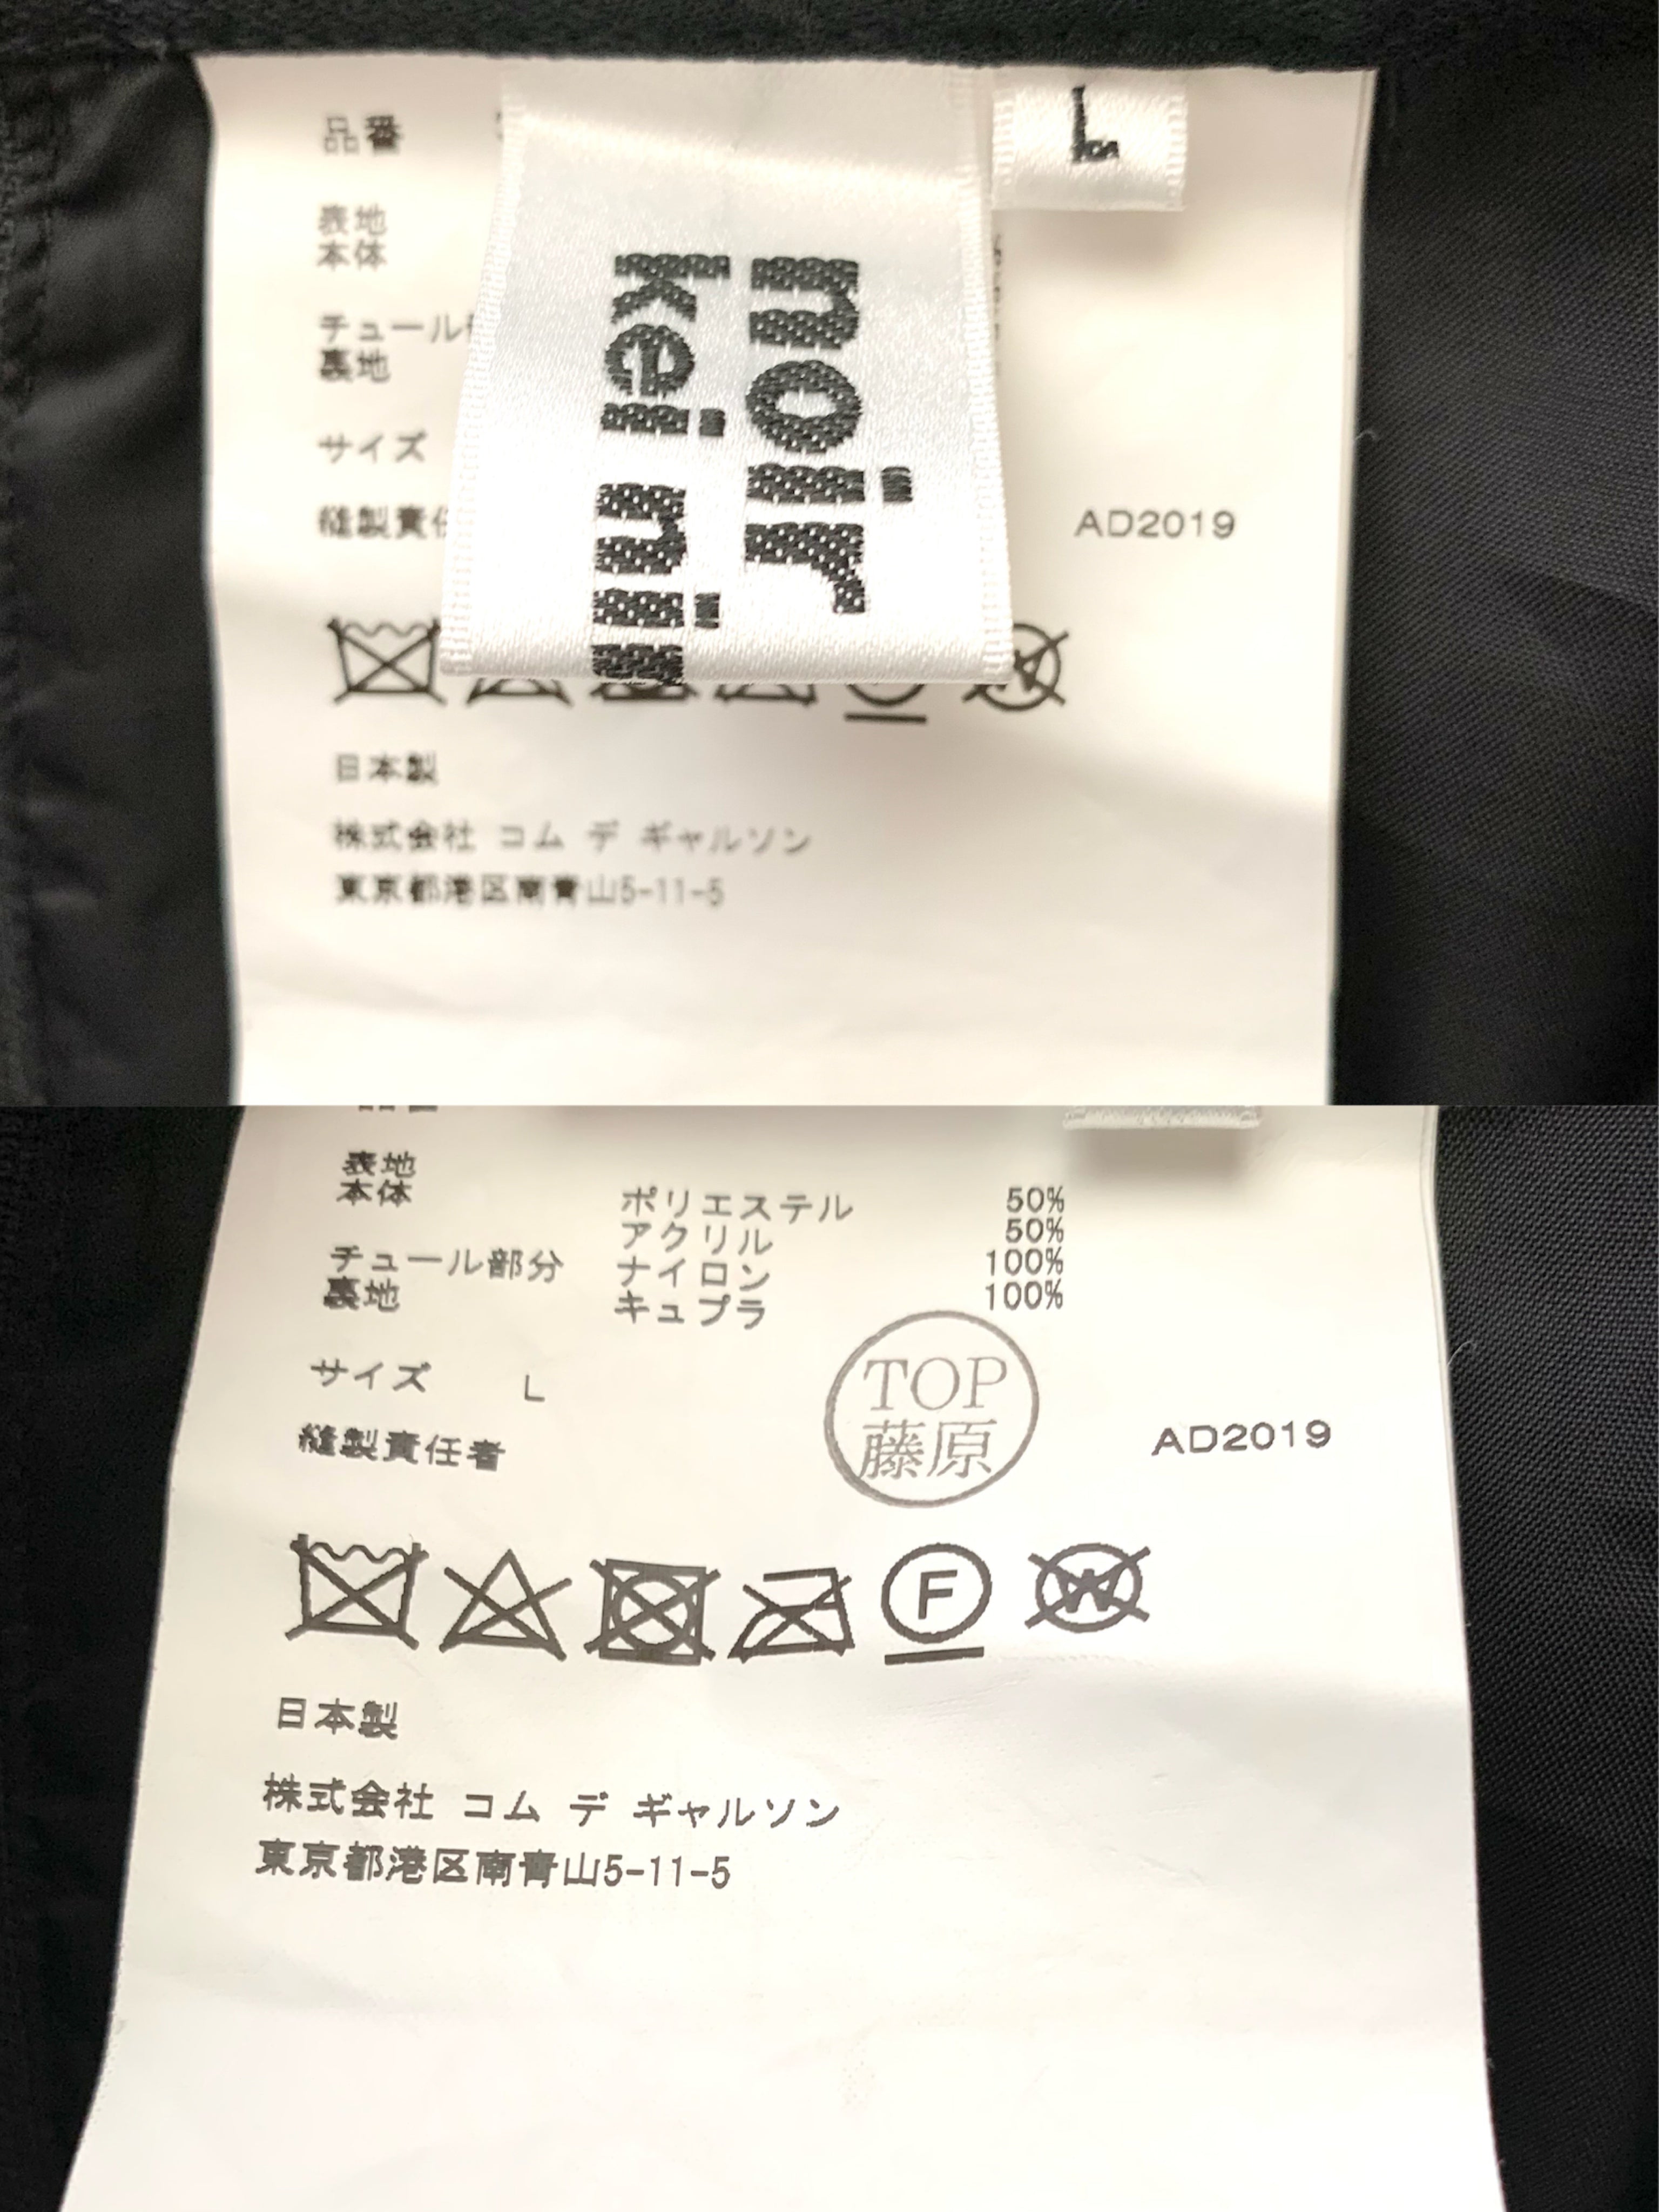 品番
L
表地
本体
チュール
裏地
サイズ
縫製責任
AD2019
noir
kei nin
日本製
株式会社 コム デ ギャルソン
東京都港区南青山5-11-5
表地
本体 ポリエステル 50%
アクリル 50%
チュール部分 ナイロン 100%
裏地 キュプラ 100%
サイズ L
TOP
藤原
縫製責任者
AD2019
F
W
日本製
株式会社 コム デ ギャルソン
東京都港区南青山5-11-5